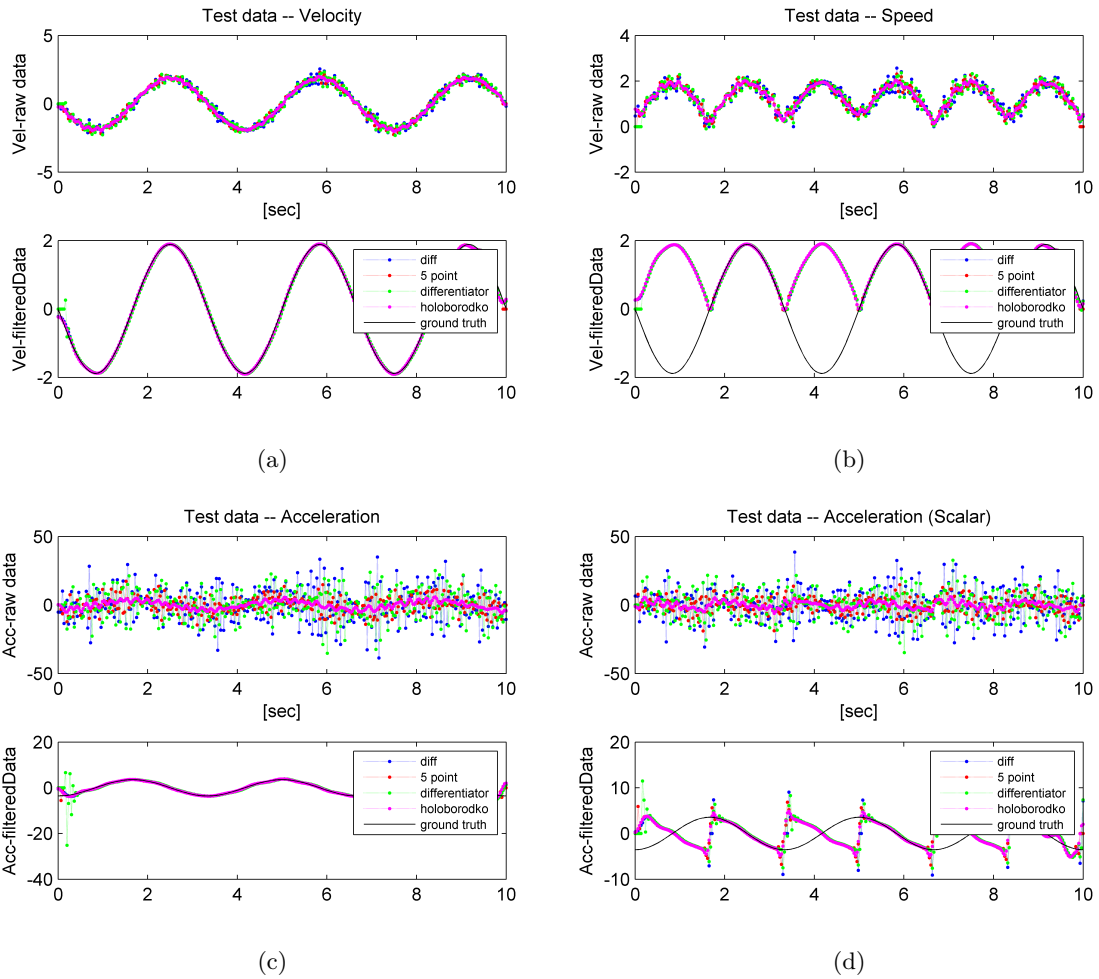 Test data -- Velocity
Vel-raw data
5
0
-5
0 2 4 6 8 10
[sec]
Vel-filteredData
2
0
-2
0 2 4 6 8 10
diff
5 point
differentiator
holoborodko
ground truth
(a)
Test data -- Speed
Vel-raw data
4
2
0
-2
0 2 4 6 8 10
[sec]
Vel-filteredData
2
0
-2
0 2 4 6 8 10
diff
5 point
differentiator
holoborodko
ground truth
(b)
Test data -- Acceleration
Acc-raw data
50
0
-50
0 2 4 6 8 10
[sec]
Acc-filteredData
20
0
-20
-40
0 2 4 6 8 10
diff
5 point
differentiator
holoborodko
ground truth
(c)
Test data -- Acceleration (Scalar)
Acc-raw data
50
0
-50
0 2 4 6 8 10
[sec]
Acc-filteredData
20
10
0
-10
0 2 4 6 8 10
diff
5 point
differentiator
holoborodko
ground truth
(d)